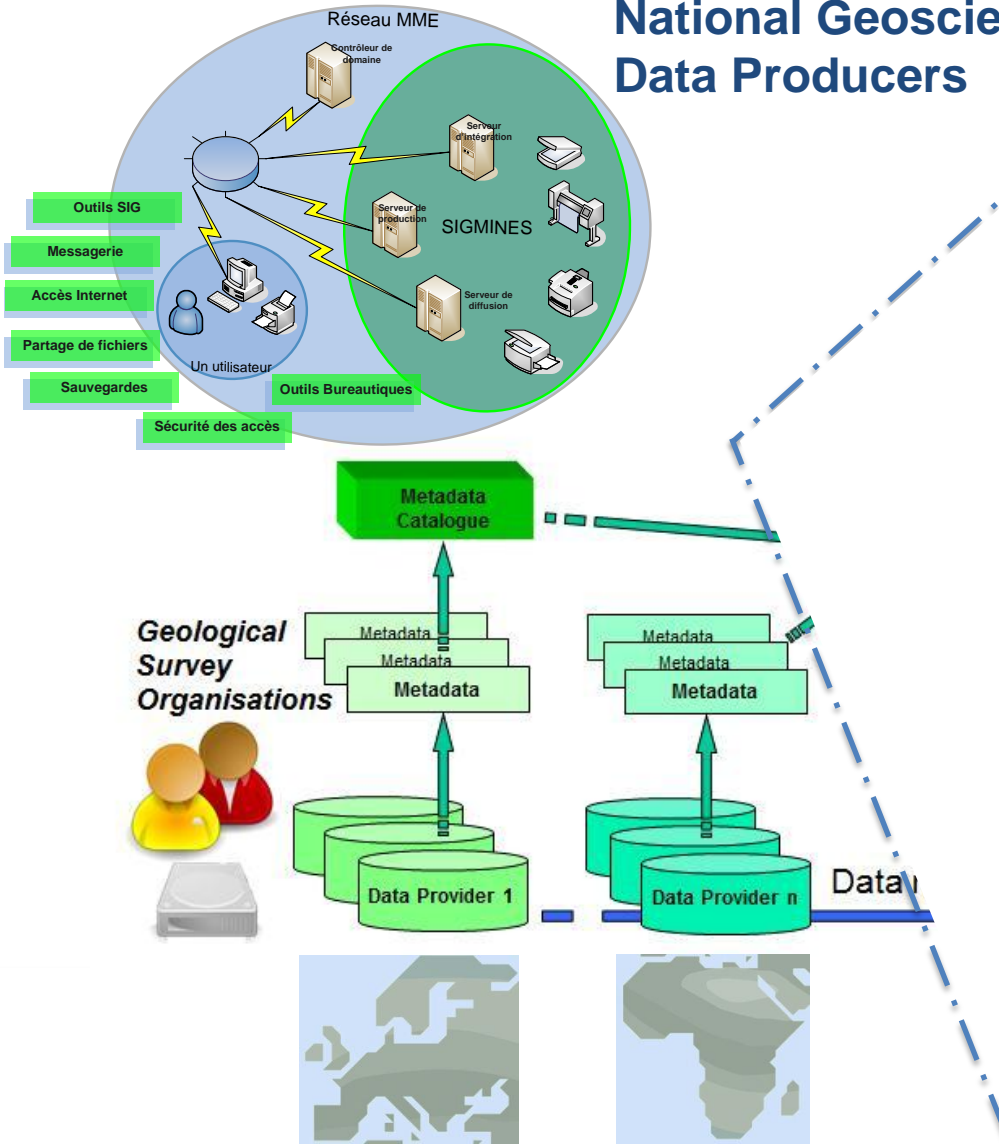 National Geoscie
Data Producers
Réseau MME
Contrôleur de
domaine
Serveur
d'intégration
Serveur de
production
SIGMINES
Serveur de
diffusion
Outils SIG
Messagerie
Accès Internet
Partage de fichiers
Sauvegardes
Sécurité des accès
Un utilisateur
Outils Bureautiques
Metadata
Catalogue
Geological
Survey
Organisations
Metadata
Metadata
Metadata
Metadata
Metadata
Metadata
Data Provider 1
Data Provider n
Data